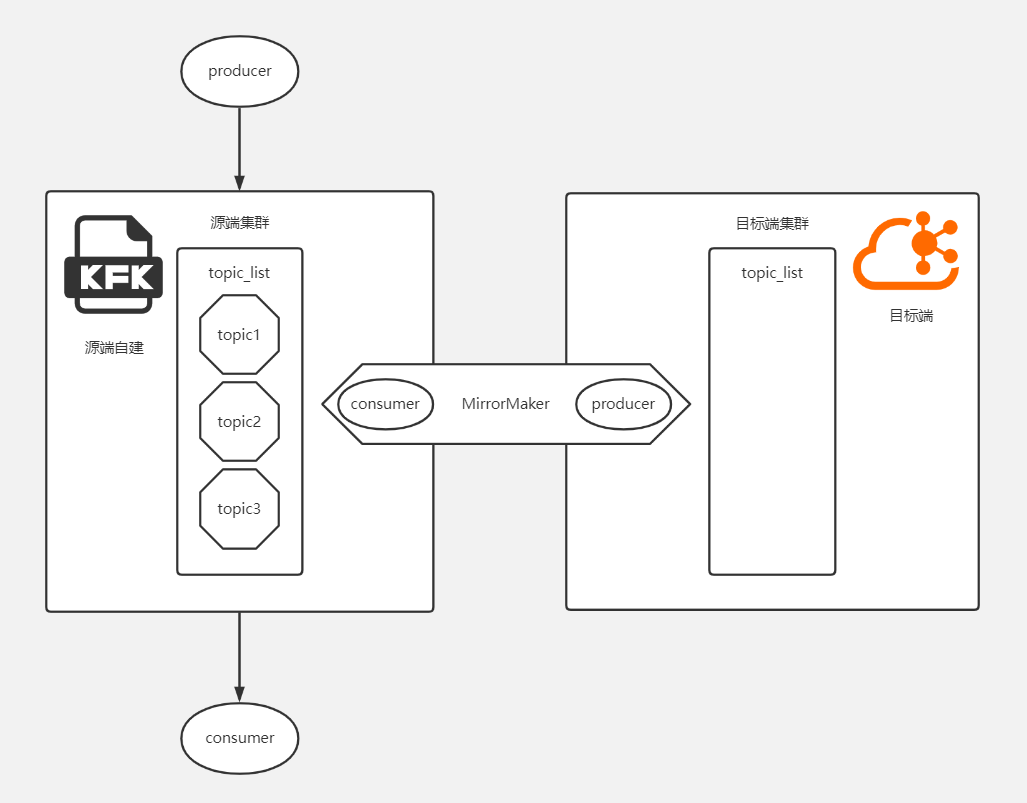 producer
源端集群
KFK
topic_list
源端自建
topic1
topic2
topic3
consumer
MirrorMaker
producer
目标端集群
topic_list
目标端
consumer